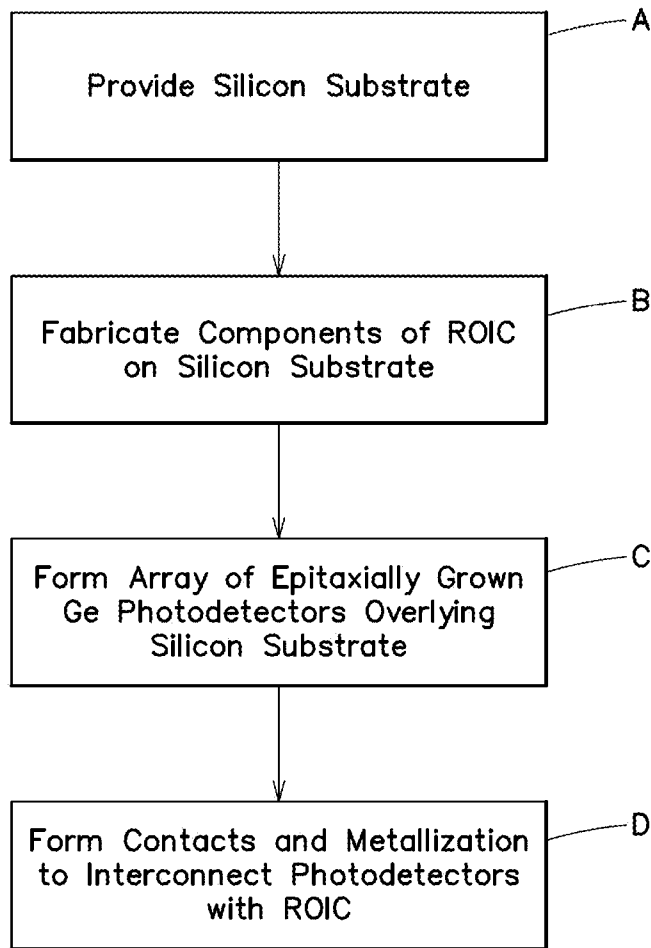 A
Provide Silicon Substrate
B
Fabricate Components of ROIC
on Silicon Substrate
C
Form Array of Epitaxially Grown
Ge Photodetectors Overlying
Silicon Substrate
D
Form Contacts and Metallization
to Interconnect Photodetectors
with ROIC